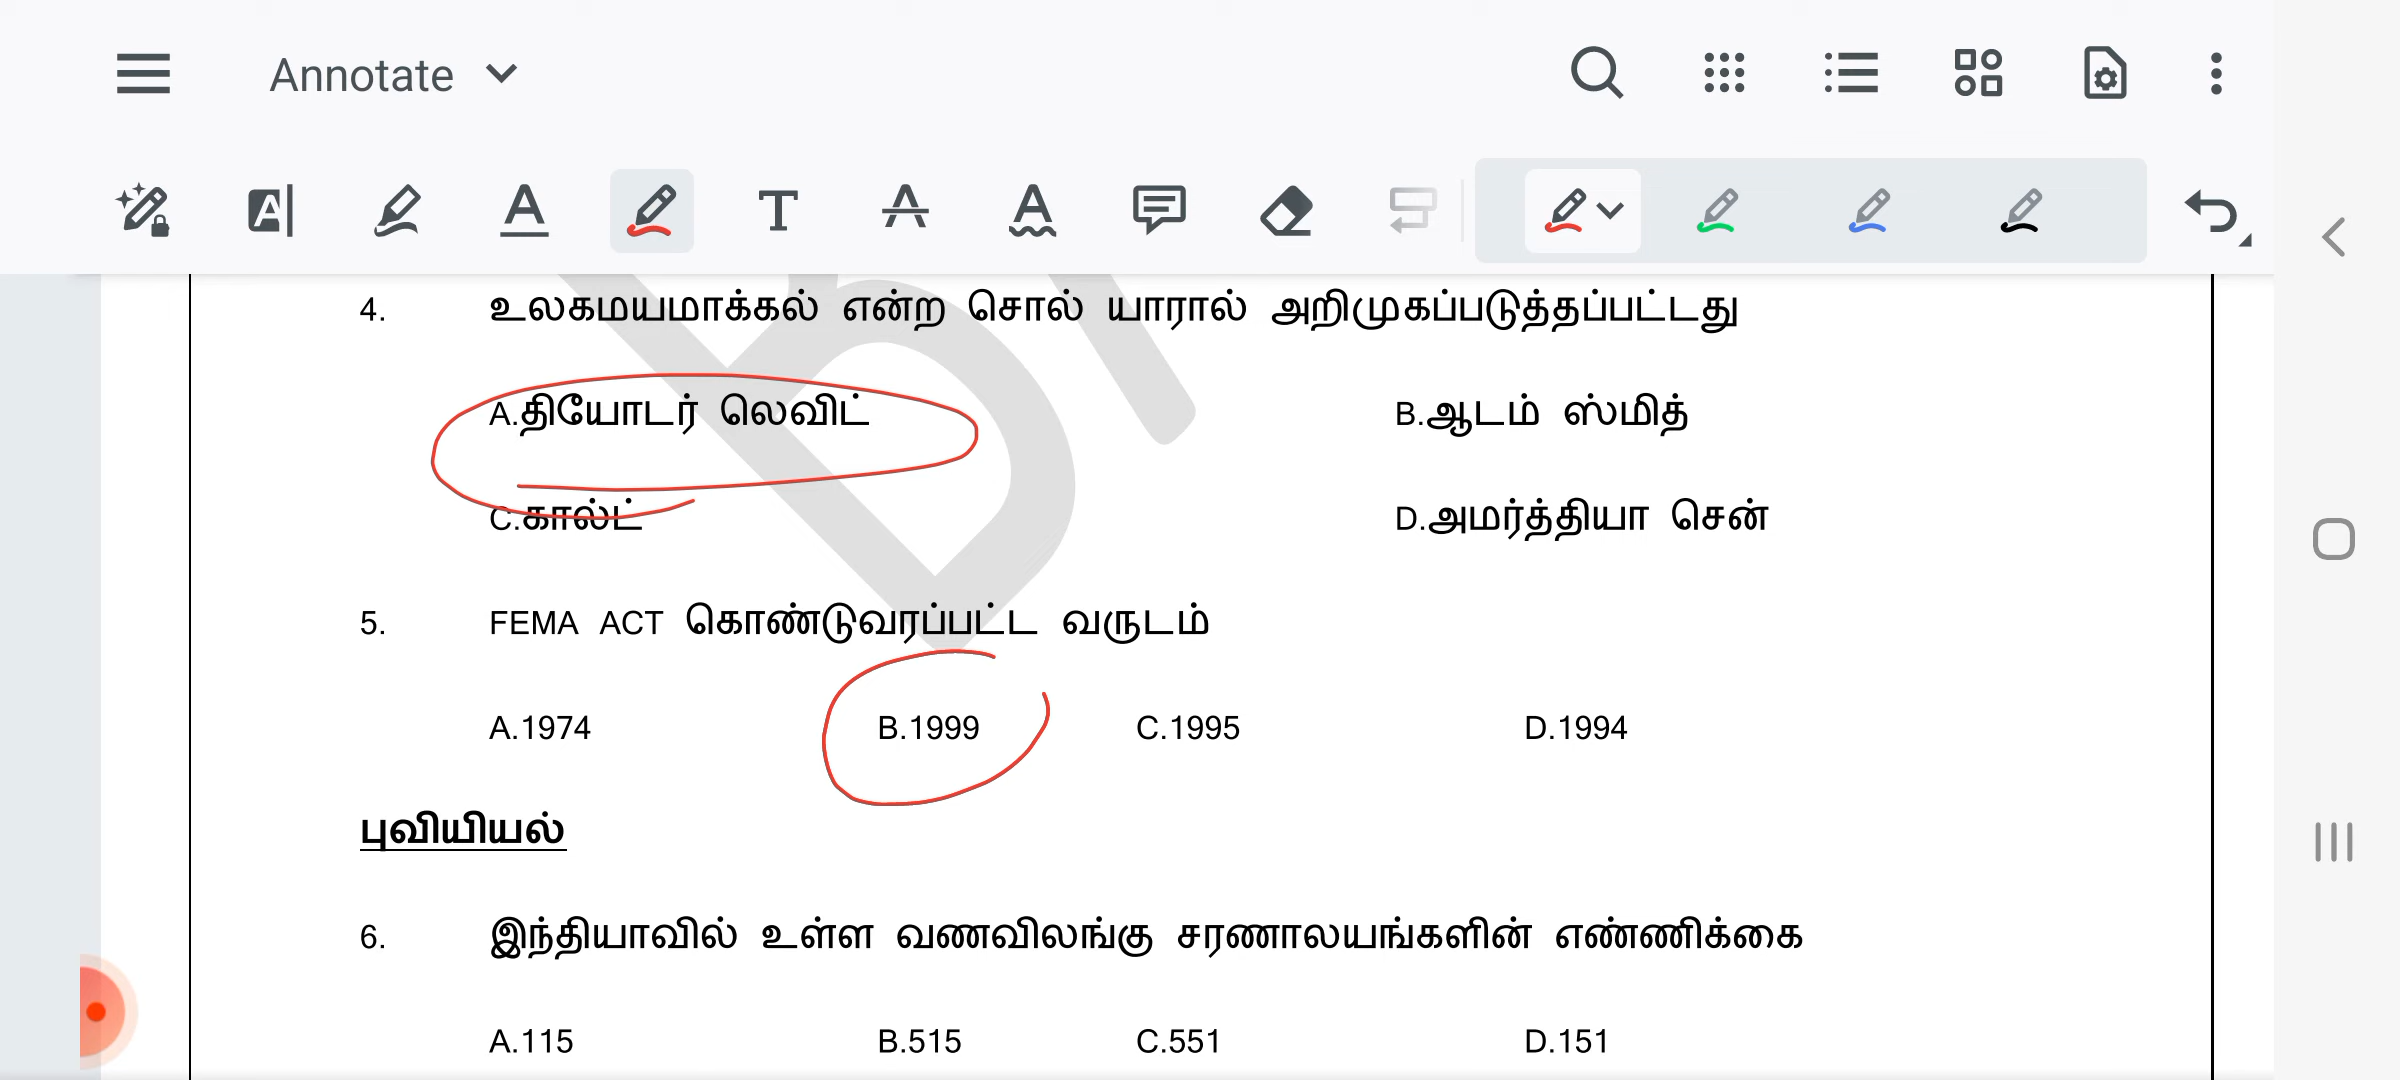 Annotate
4. உலகமயமாக்கல் என்ற சொல் யாரால் அறிமுகப்படுத்தப்பட்டது
A.தியோடர் லெவிட் B.ஆடம் ஸ்மித்
C.கால்ட் D.அமர்த்தியா சென்
5. FEMA ACT கொண்டுவரப்பட்ட வருடம்
A.1974 B.1999 C.1995 D.1994
புவியியல்
6. இந்தியாவில் உள்ள வணவிலங்கு சரணாலயங்களின் எண்ணிக்கை
A.115 B.515 C.551 D.151